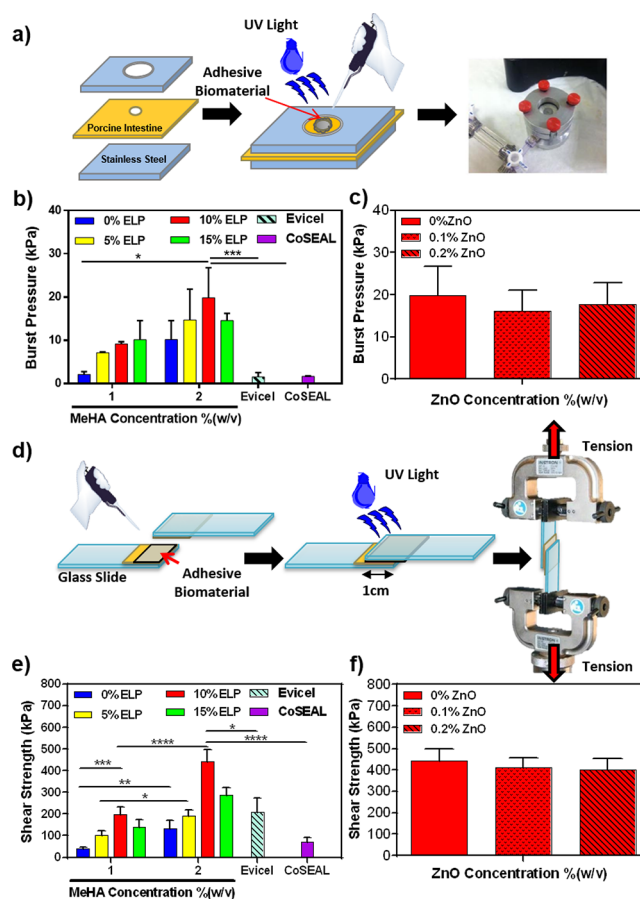 a)
UV Light
Adhesive
Biomaterial
Porcine Intestine
Stainless Steel
b)
0% ELP
10% ELP
Evicel
5% ELP
15% ELP
CoSEAL
*
***
Burst Pressure (kPa)
40
30
20
10
0
1
2
Evicel
CoSEAL
MeHA Concentration %(w/v)
c)
0%ZnO
0.1% ZnO
0.2% ZnO
Burst Pressure (kPa)
40
30
20
10
0
ZnO Concentration %(w/v)
d)
UV Light
Glass Slide
Adhesive
Biomaterial
1cm
Tension
Tension
e)
0% ELP
10% ELP
Evicel
5%ELP
15% ELP
CoSEAL
*
****
****
***
**
*
Shear Strength (kPa)
800
700
600
500
400
300
200
100
0
1
2
Evicel
CoSEAL
MeHA Concentration %(w/v)
f)
0% ZnO
0.1% ZnO
0.2% ZnO
Shear Strength (kPa)
800
700
600
500
400
300
200
100
0
ZnO Concentration %(w/v)